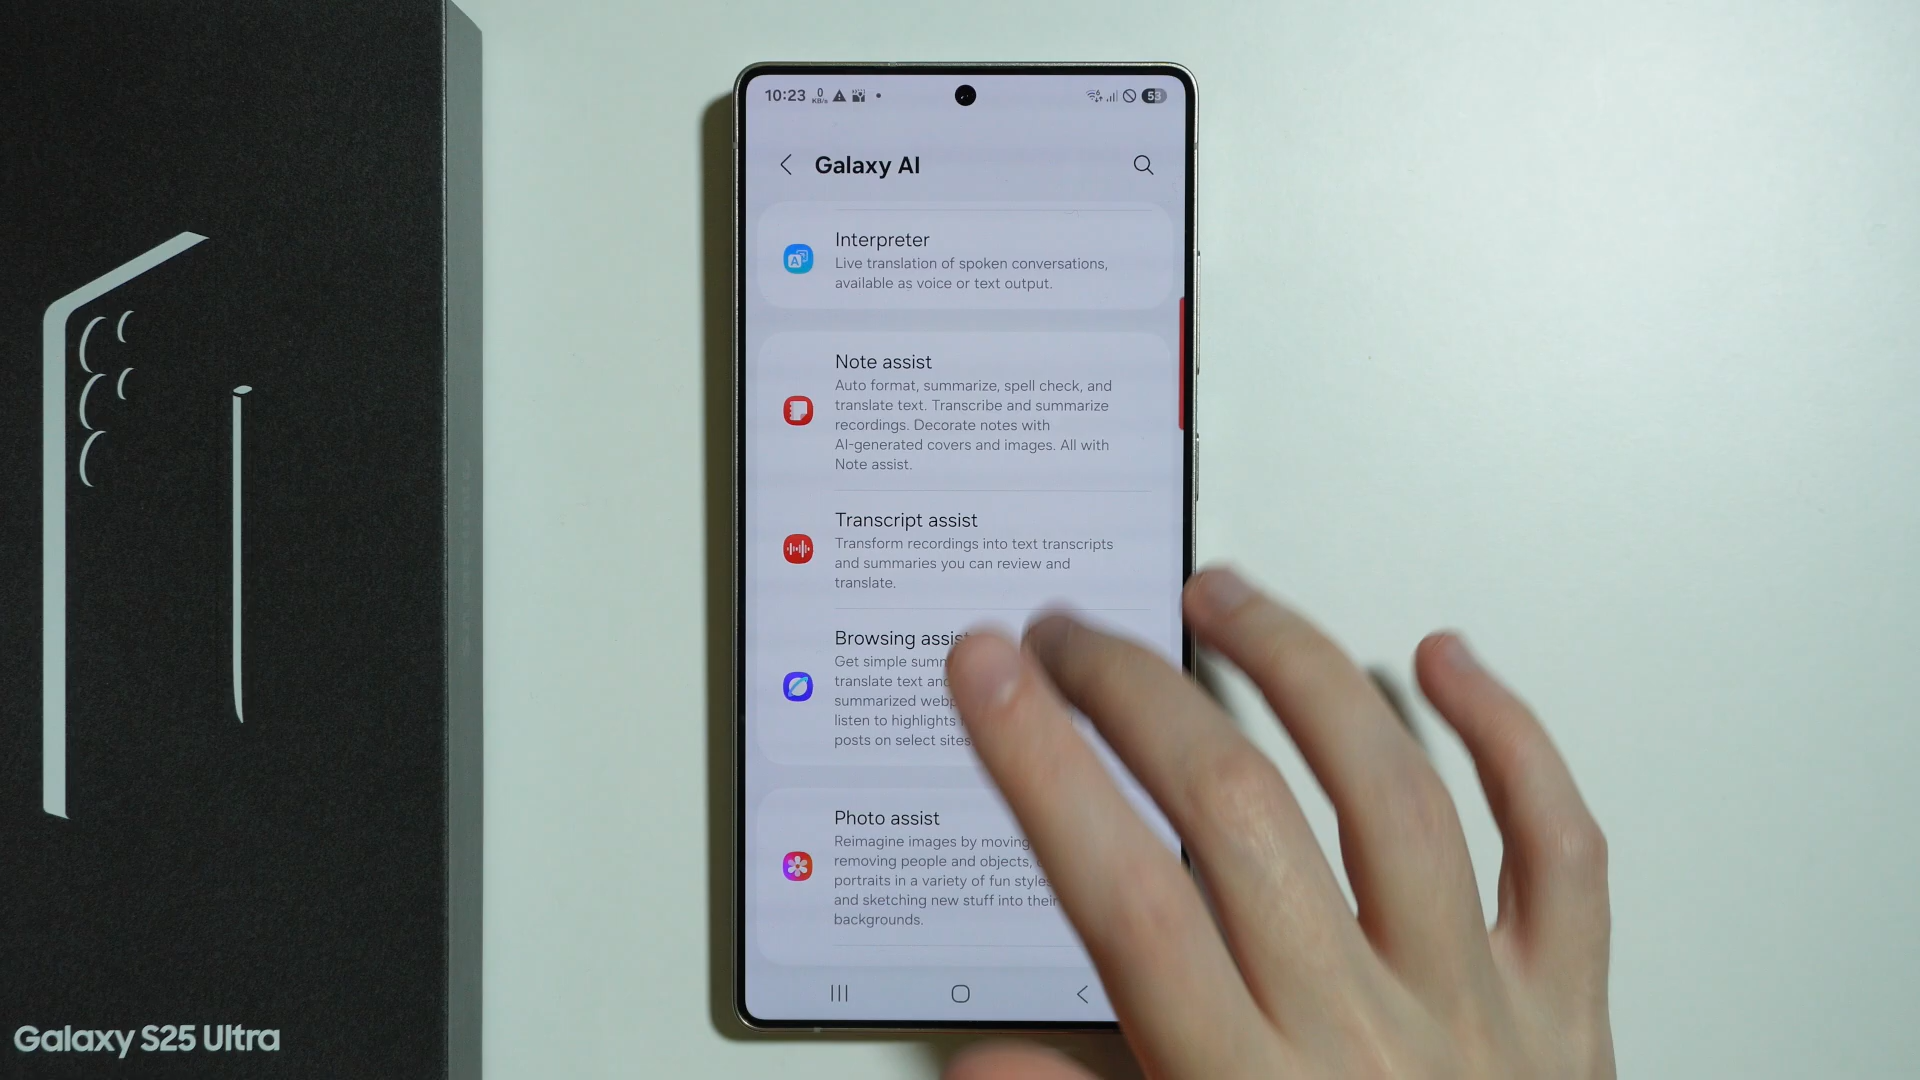 10:23
0
KB/s
53
Galaxy AI
Interpreter
Live translation of spoken conversations,
available as voice or text output.
Note assist
Auto format, summarize, spell check, and
translate text. Transcribe and summarize
recordings. Decorate notes with
AI-generated covers and images. All with
Note assist.
Transcript assist
Transform recordings into text transcripts
and summaries you can review and
translate.
Browsing assist
Get simple
translate text and
summarized
listen to highlights
posts on select sites
Photo assist
Reimagine images by moving
removing people and objects,
portraits in a variety of fun styles
and sketching new stuff into their
backgrounds.
Galaxy S25 Ultra